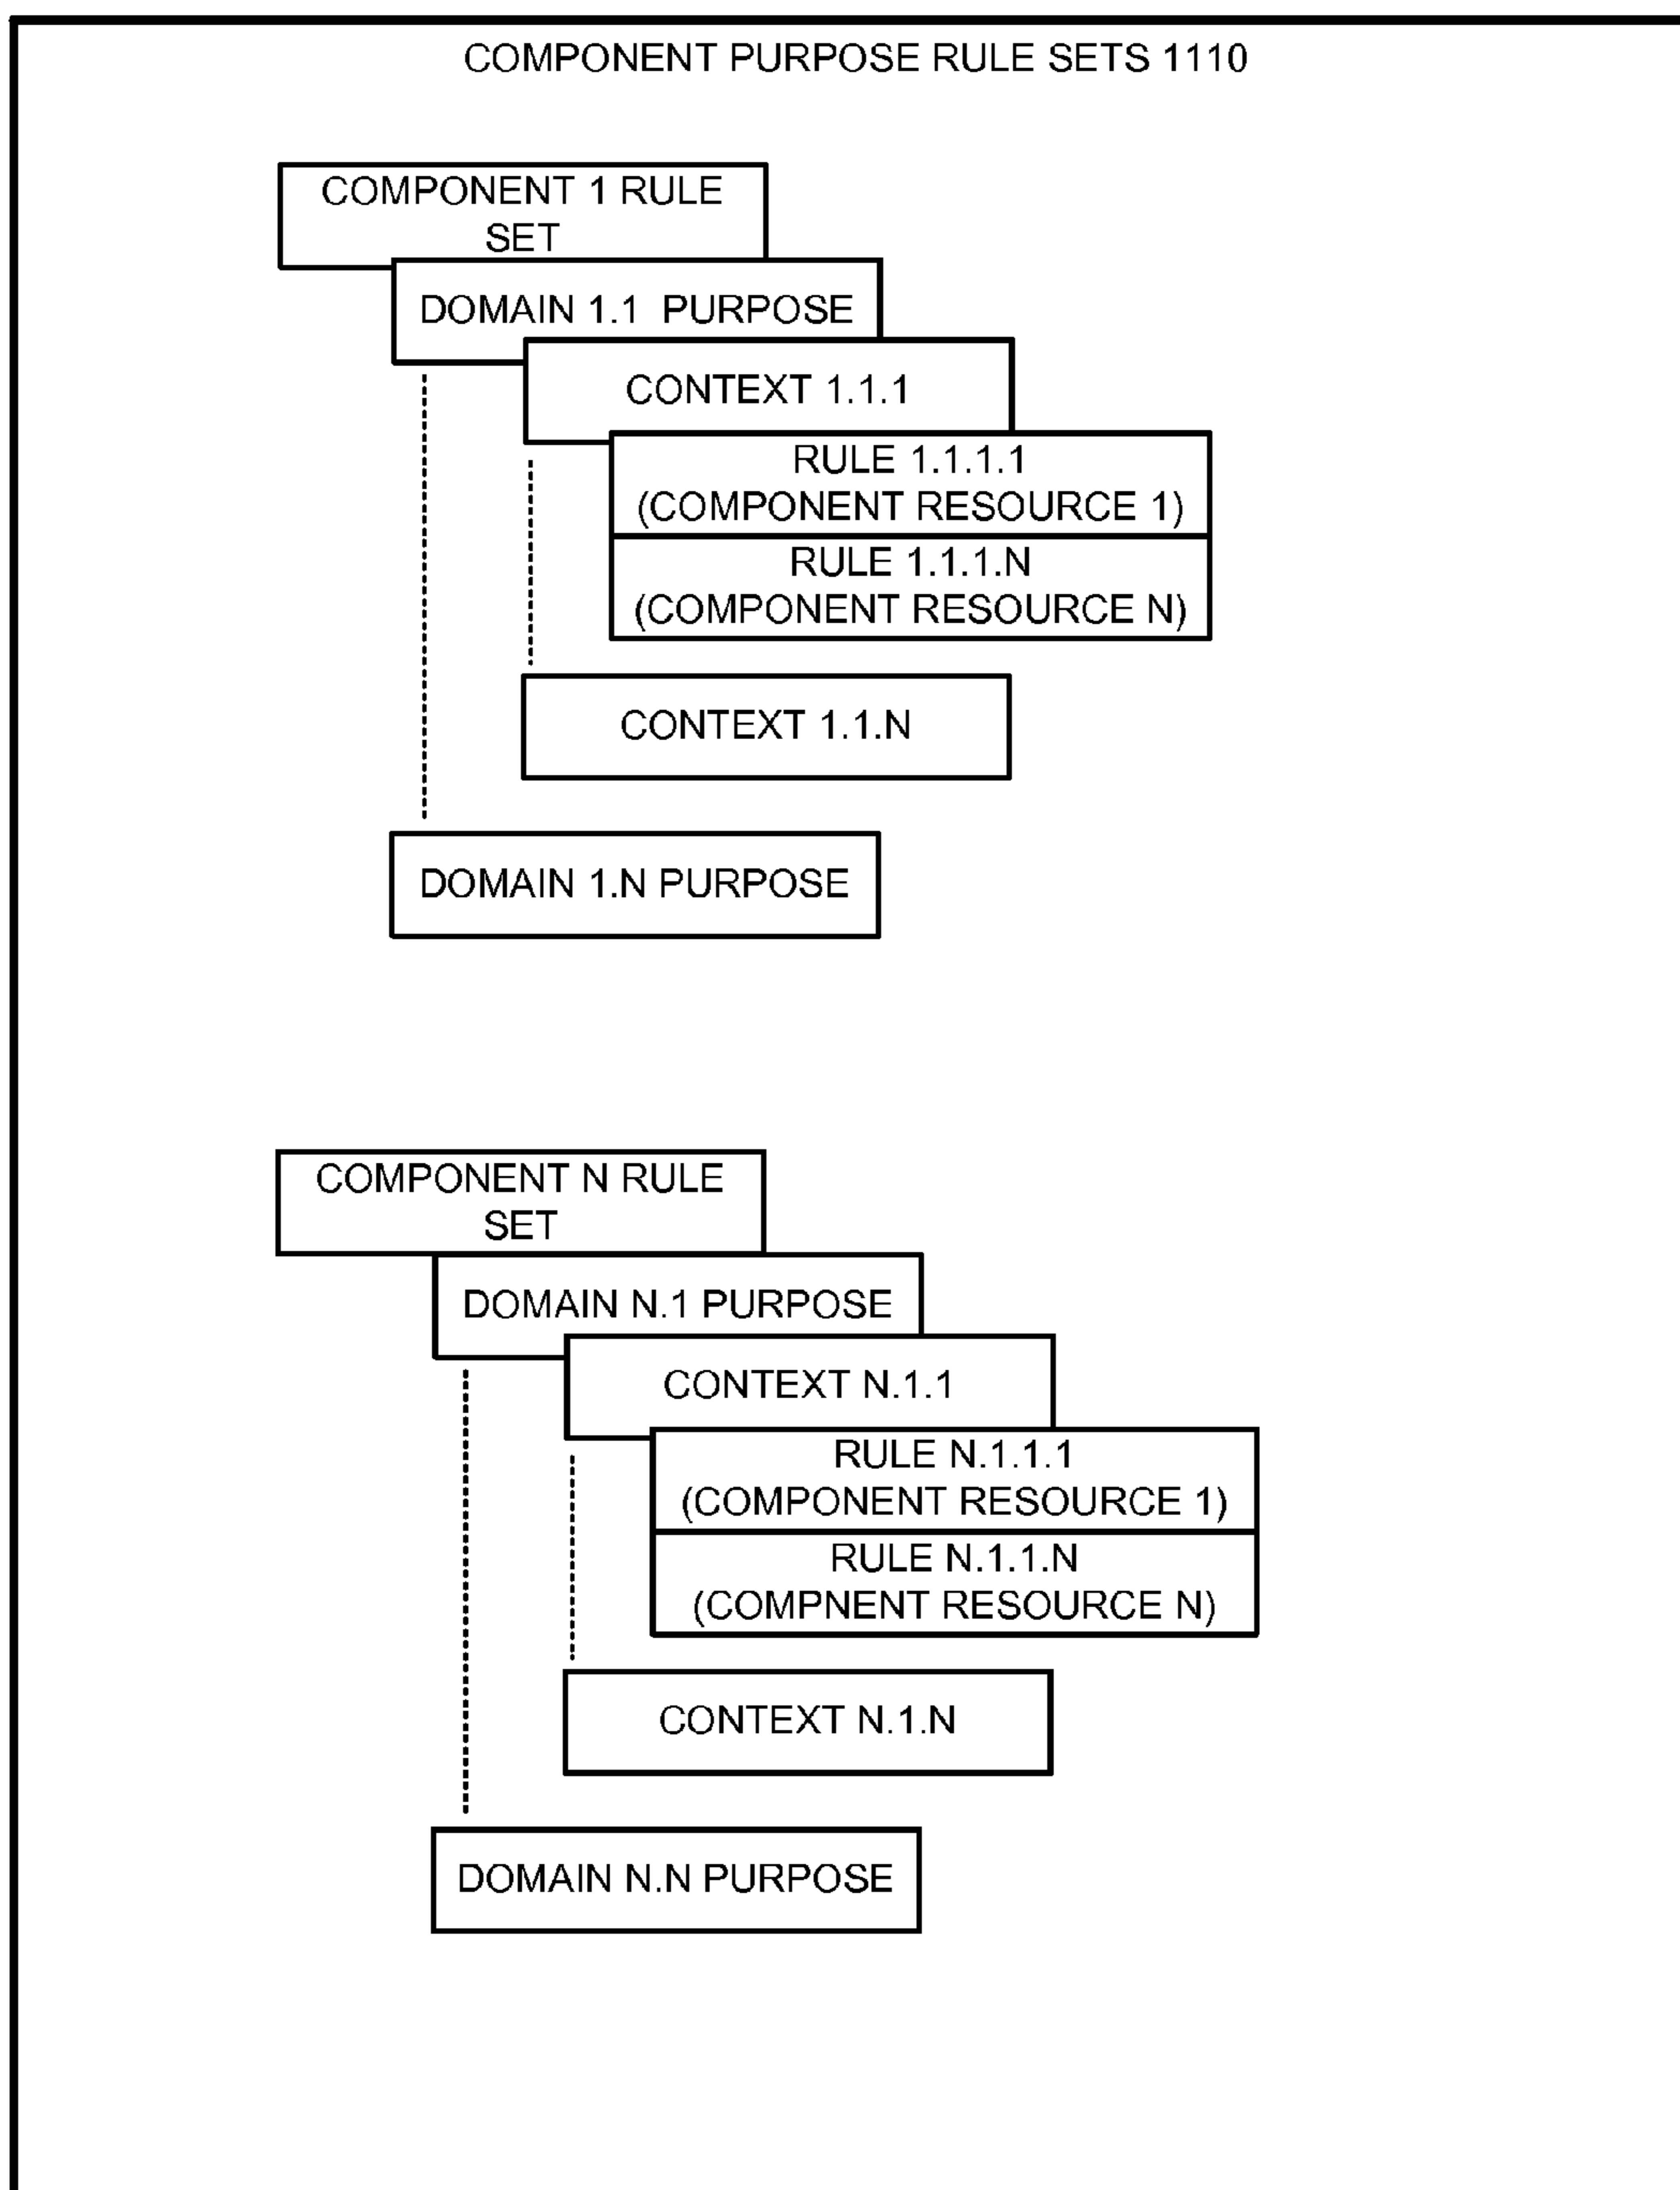 COMPONENT PURPOSE RULE SETS 1110
COMPONENT 1 RULE
SET
DOMAIN 1.1 PURPOSE
CONTEXT 1.1.1
RULE 1.1.1.1
(COMPONENT RESOURCE 1)
RULE 1.1.1.N
(COMPONENT RESOURCE N)
CONTEXT 1.1.N
DOMAIN 1.N PURPOSE
COMPONENT N RULE
SET
DOMAIN N.1 PURPOSE
CONTEXT N.1.1
RULE N.1.1.1
(COMPONENT RESOURCE 1)
RULE N.1.1.N
(COMPNENT RESOURCE N)
CONTEXT N.1.N
DOMAIN N.N PURPOSE